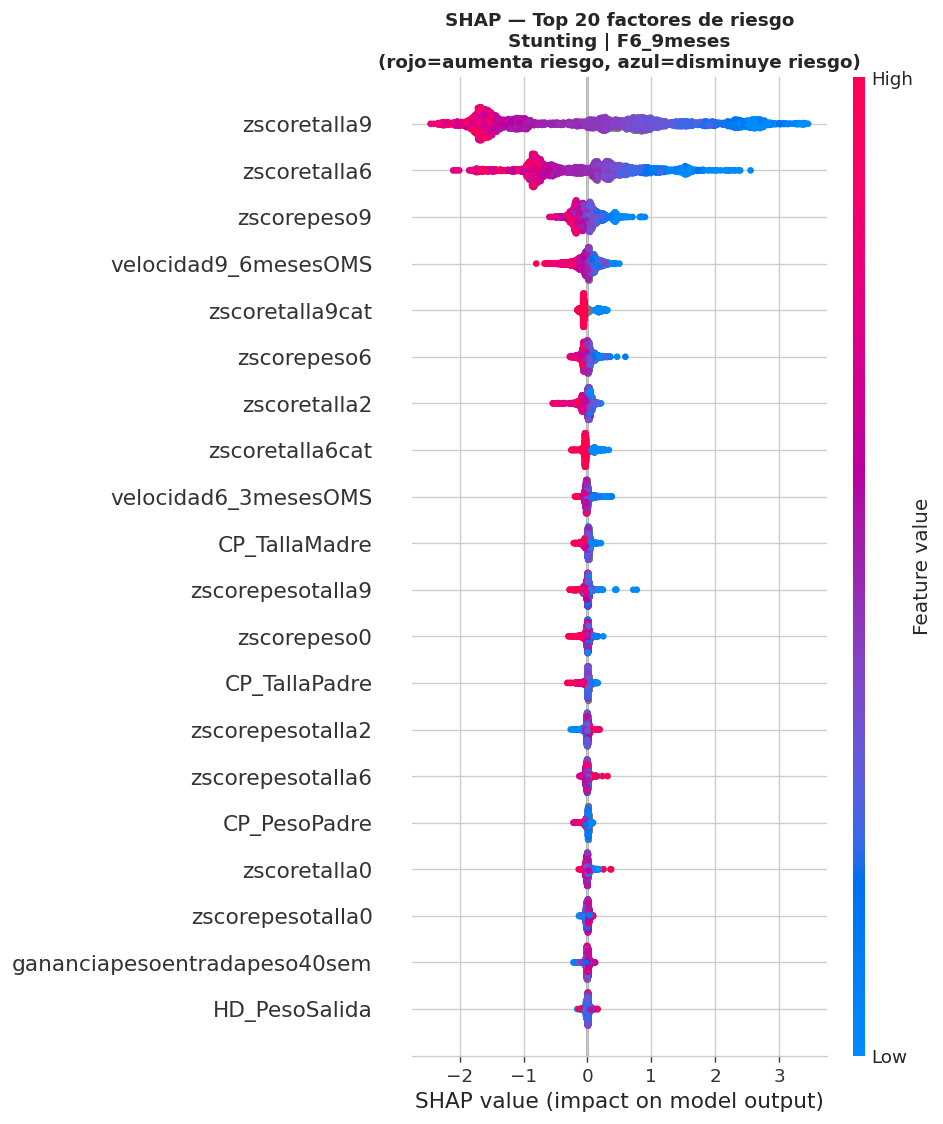 SHAP — Top 20 factores de riesgo
Stunting | F6_9meses
(rojo=aumenta riesgo, azul=disminuye riesgo)
High
zscoretalla9
zscoretalla6
zscorepeso9
velocidad9_6mesesOMS
zscoretalla9cat
zscorepeso6
zscoretalla2
zscoretalla6cat
velocidad6_3mesesOMS
CP_TallaMadre
zscorepesotalla9
zscorepeso0
CP_TallaPadre
zscorepesotalla2
zscorepesotalla6
CP_PesoPadre
zscoretalla0
zscorepesotalla0
gananciapesoentradapeso40sem
HD_PesoSalida
Feature value
Low
−2 −1 0 1 2 3
SHAP value (impact on model output)